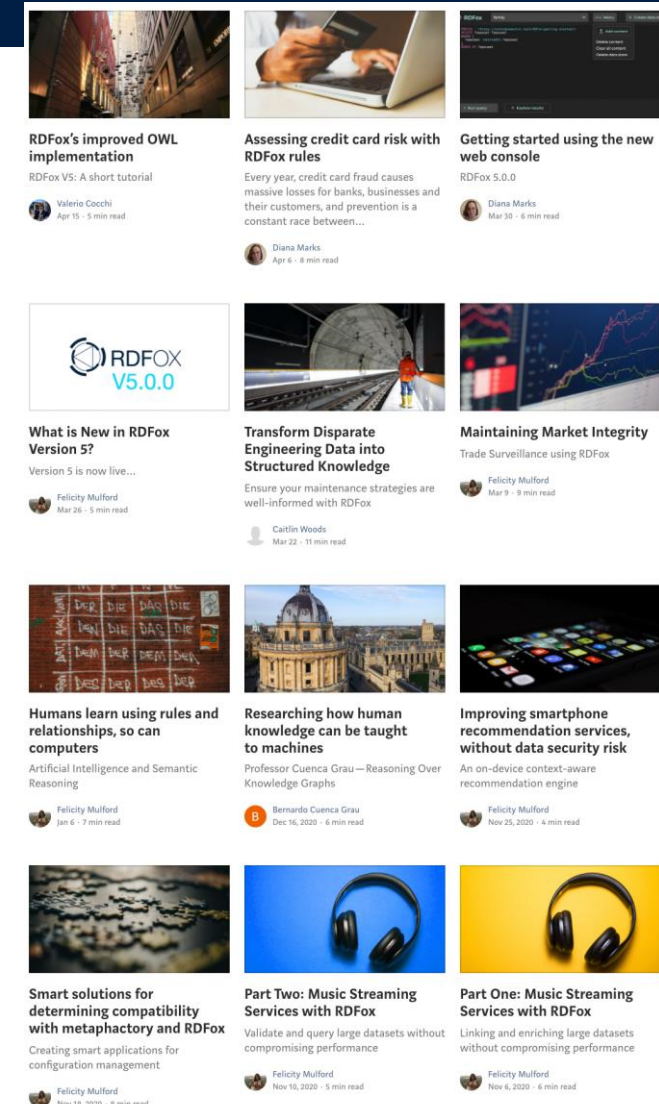 RDFox
RDFox's improved OWL
implementation
RDFox V5: A short tutorial
Valerio Cocchi
Apr 15 · 5 min read
Assessing credit card risk with
RDFox rules
Every year, credit card fraud causes
massive losses for banks, businesses and
their customers, and prevention is a
constant race between...
Diana Marks
Apr 6 · 8 min read
Getting started using the new
web console
RDFox 5.0.0
Diana Marks
Mar 30 · 6 min read
RDFOX
V5.0.0
What is New in RDFox
Version 5?
Version 5 is now live...
Felicity Mulford
Mar 26 · 5 min read
Transform Disparate
Engineering Data into
Structured Knowledge
Ensure your maintenance strategies are
well-informed with RDFox
Caitlin Woods
Mar 22 · 11 min read
Maintaining Market Integrity
Trade Surveillance using RDFox
Felicity Mulford
Mar 9 · 9 min read
DER DIE DAS DIE
DEN DIE DAS DIE
DEM DER DEM DEN
DES DER DES DER
Humans learn using rules and
relationships, so can
computers
Artificial Intelligence and Semantic
Reasoning
Felicity Mulford
Jan 6 · 7 min read
Researching how human
knowledge can be taught
to machines
Professor Cuenca Grau — Reasoning Over
Knowledge Graphs
B
Bernardo Cuenca Grau
Dec 16, 2020 · 6 min read
Improving smartphone
recommendation services,
without data security risk
An on-device context-aware
recommendation engine
Felicity Mulford
Nov 25, 2020 · 4 min read
Smart solutions for
determining compatibility
with metaphactory and RDFox
Creating smart applications for
configuration management
Felicity Mulford
Part Two: Music Streaming
Services with RDFox
Validate and query large datasets without
compromising performance
Felicity Mulford
Nov 10, 2020 · 5 min read
Part One: Music Streaming
Services with RDFox
Linking and enriching large datasets
without compromising performance
Felicity Mulford
Nov 6, 2020 · 6 min read